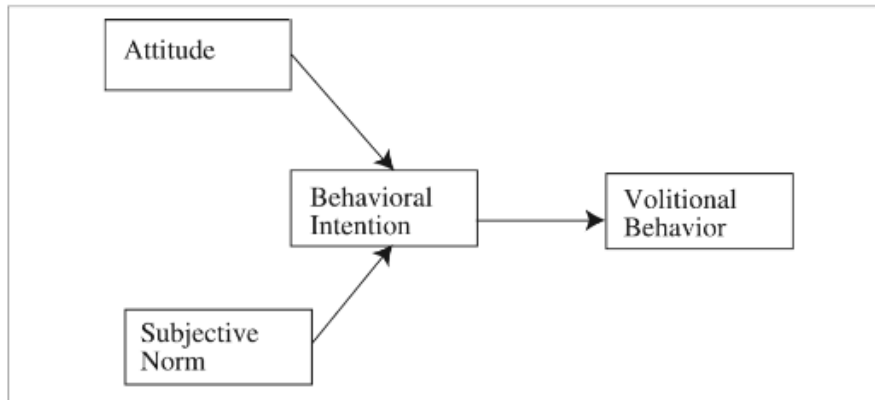 Attitude
Behavioral
Intention
Volitional
Behavior
Subjective
Norm